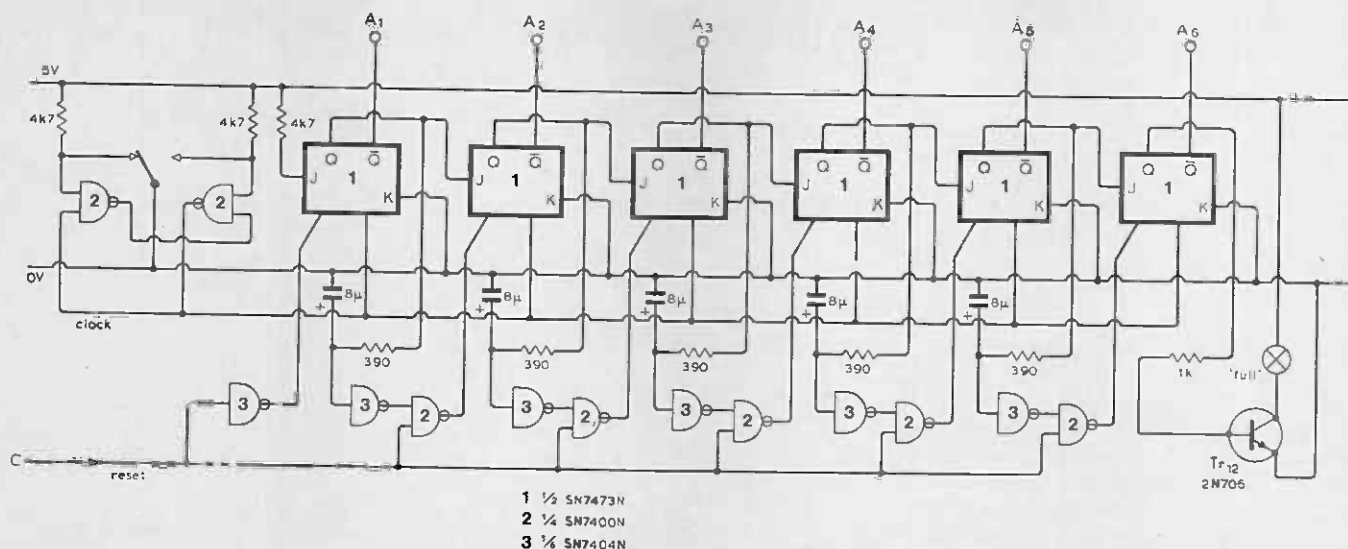 A1 A2 A3 A4 A5 A6
5V
4k7 4k7 4k7
Q Q̄ Q Q̄ Q Q̄ Q Q̄ Q Q̄ Q Q̄
J 1 K J 1 K J 1 K J 1 K J 1 K J 1 K
2 2
0V
8μ 8μ 8μ 8μ 8μ
+ + + + +
clock
390 390 390 390 390 1k 'full'
3 3 2 3 2 3 2 3 2 3 2
C reset
Tr12
2N706
1 ½ SN7473N
2 ¼ SN7400N
3 ⅙ SN7404N